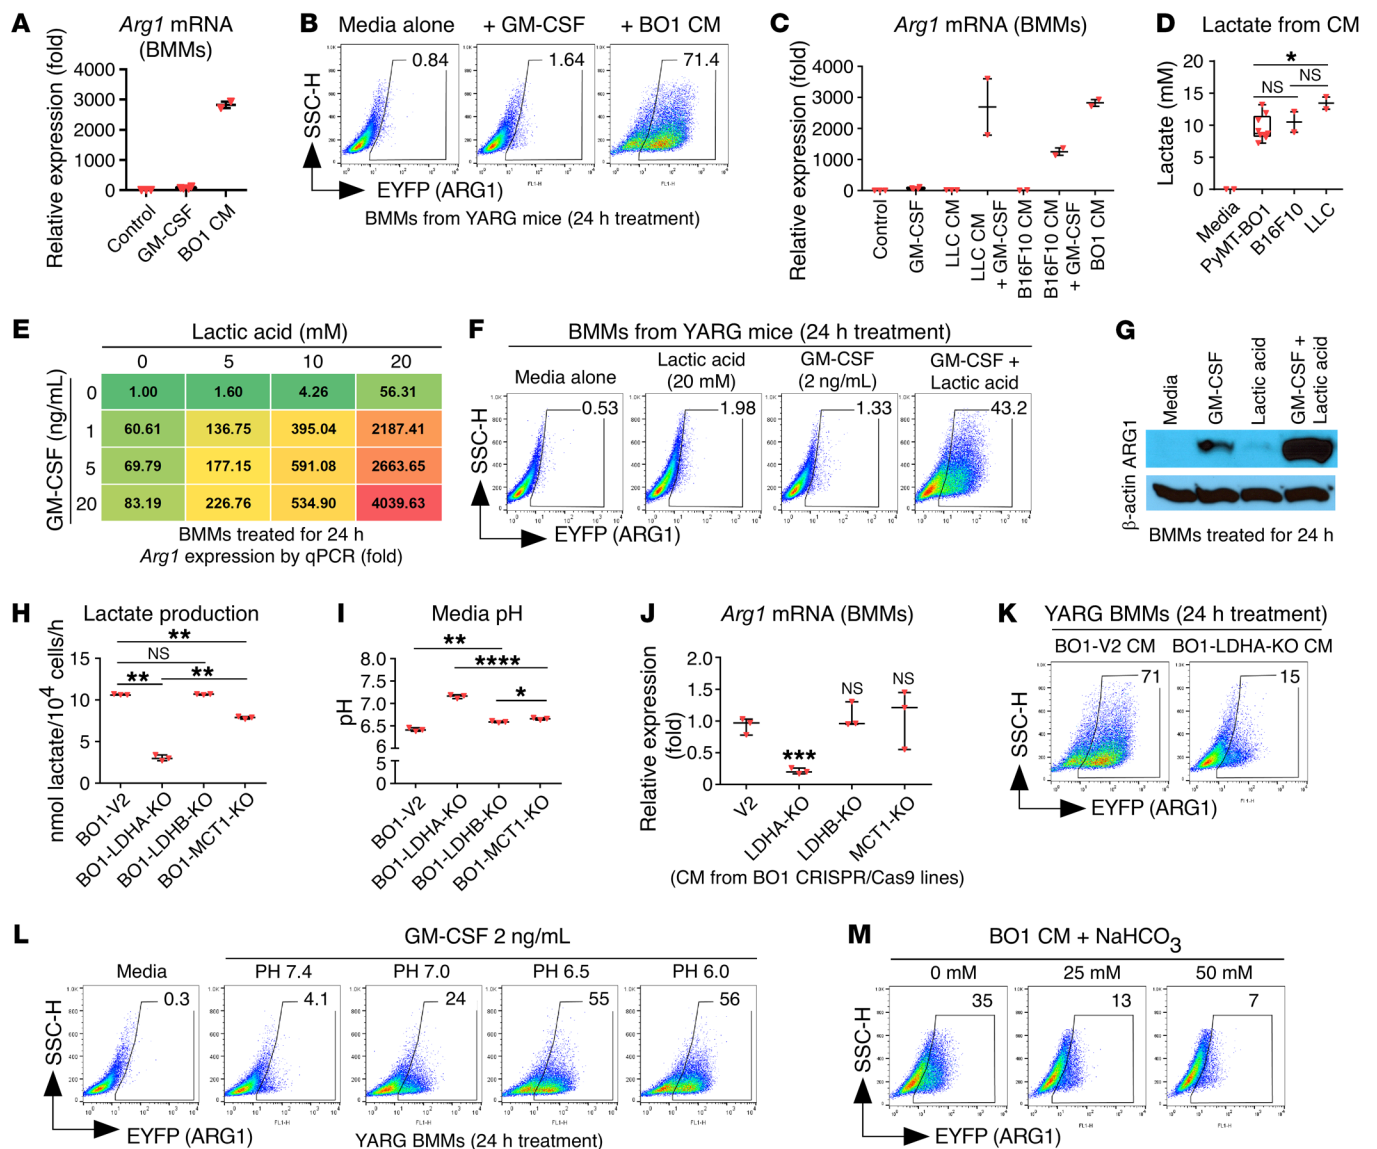 A
Arg1 mRNA
(BMMs)
Relative expression (fold)
4000
3000
2000
1000
0
Control
GM-CSF
BO1 CM
B
Media alone
+ GM-CSF
+ BO1 CM
0.84
1.64
71.4
SSC-H
FL1-H
EYFP (ARG1)
BMMs from YARG mice (24 h treatment)
C
Arg1 mRNA (BMMs)
Relative expression (fold)
4000
3000
2000
1000
0
Control
GM-CSF
LLC CM
LLC CM
+ GM-CSF
B16F10 CM
B16F10 CM
+ GM-CSF
BO1 CM
D
Lactate from CM
Lactate (mM)
20
15
10
5
0
*
NS
NS
Media
PyMT-BO1
B16F10
LLC
E
Lactic acid (mM)
0 5 10 20
GM-CSF (ng/mL)
0 1.00 1.60 4.26 56.31
1 60.61 136.75 395.04 2187.41
5 69.79 177.15 591.08 2663.65
20 83.19 226.76 534.90 4039.63
BMMs treated for 24 h
Arg1 expression by qPCR (fold)
F
BMMs from YARG mice (24 h treatment)
Media alone
Lactic acid
(20 mM)
GM-CSF
(2 ng/mL)
GM-CSF +
Lactic acid
0.53
1.98
1.33
43.2
SSC-H
EYFP (ARG1)
G
Media
GM-CSF
Lactic acid
GM-CSF +
Lactic acid
ARG1
β-actin
BMMs treated for 24 h
H
Lactate production
nmol lactate/10⁴ cells/h
15
10
5
0
**
NS
**
**
BO1-V2
BO1-LDHA-KO
BO1-LDHB-KO
BO1-MCT1-KO
I
Media pH
pH
8.0
7.5
7.0
6.5
6
5
0
**
****
*
BO1-V2
BO1-LDHA-KO
BO1-LDHB-KO
BO1-MCT1-KO
J
Arg1 mRNA (BMMs)
Relative expression
(fold)
2.0
1.5
1.0
0.5
0
***
NS
NS
V2
LDHA-KO
LDHB-KO
MCT1-KO
(CM from BO1 CRISPR/Cas9 lines)
K
YARG BMMs (24 h treatment)
BO1-V2 CM
BO1-LDHA-KO CM
71
15
SSC-H
FL1-H
EYFP (ARG1)
L
GM-CSF 2 ng/mL
Media
PH 7.4
PH 7.0
PH 6.5
PH 6.0
0.3
4.1
24
55
56
SSC-H
FL1-H
FL1-H
FL1-H
FL1-H
EYFP (ARG1)
YARG BMMs (24 h treatment)
M
BO1 CM + NaHCO₃
0 mM
25 mM
50 mM
35
13
7
SSC-H
FL1-H
FL1-H
FL1-H
EYFP (ARG1)